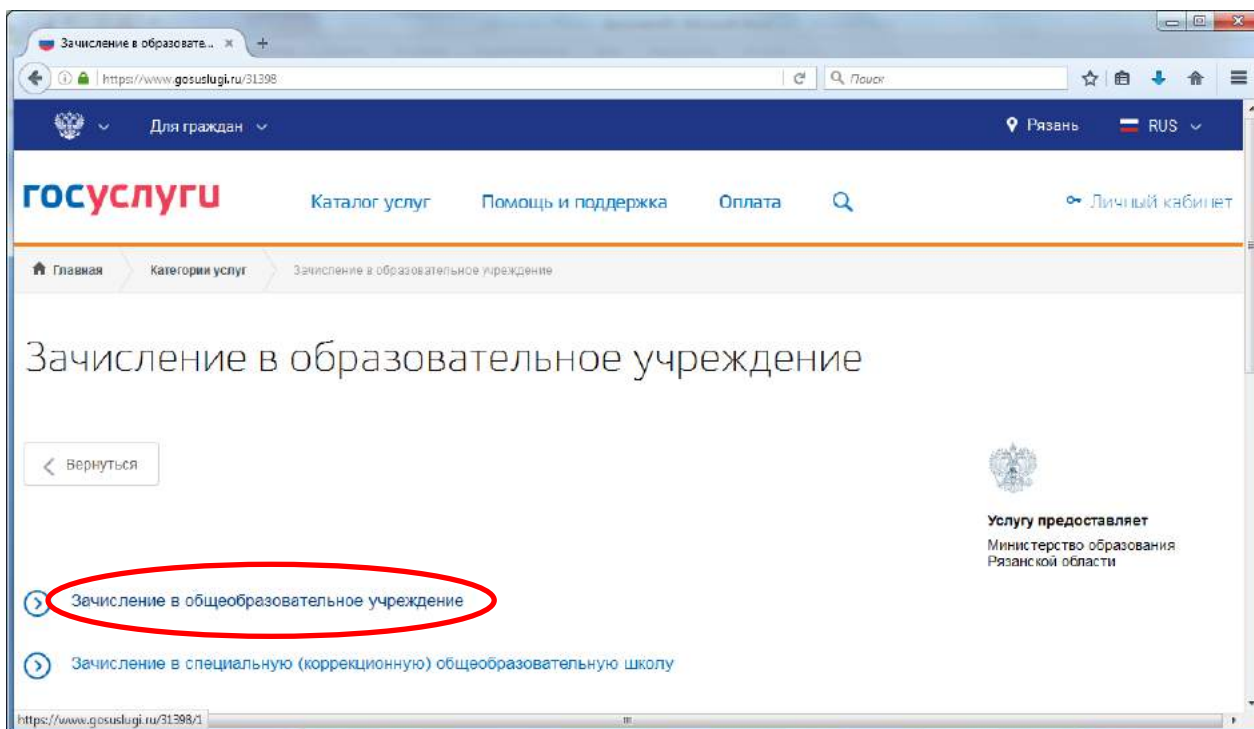 Зачисление в образовате...
https://www.gosuslugi.ru/31398
Поиск
Для граждан
Рязань
RUS
госуслуги
Каталог услуг
Помощь и поддержка
Оплата
Личный кабинет
Главная
Категории услуг
Зачисление в образовательное учреждение
Зачисление в образовательное учреждение
Вернуться
Услугу предоставляет
Министерство образования
Рязанской области
Зачисление в общеобразовательное учреждение
Зачисление в специальную (коррекционную) общеобразовательную школу
https://www.gosuslugi.ru/31398/1